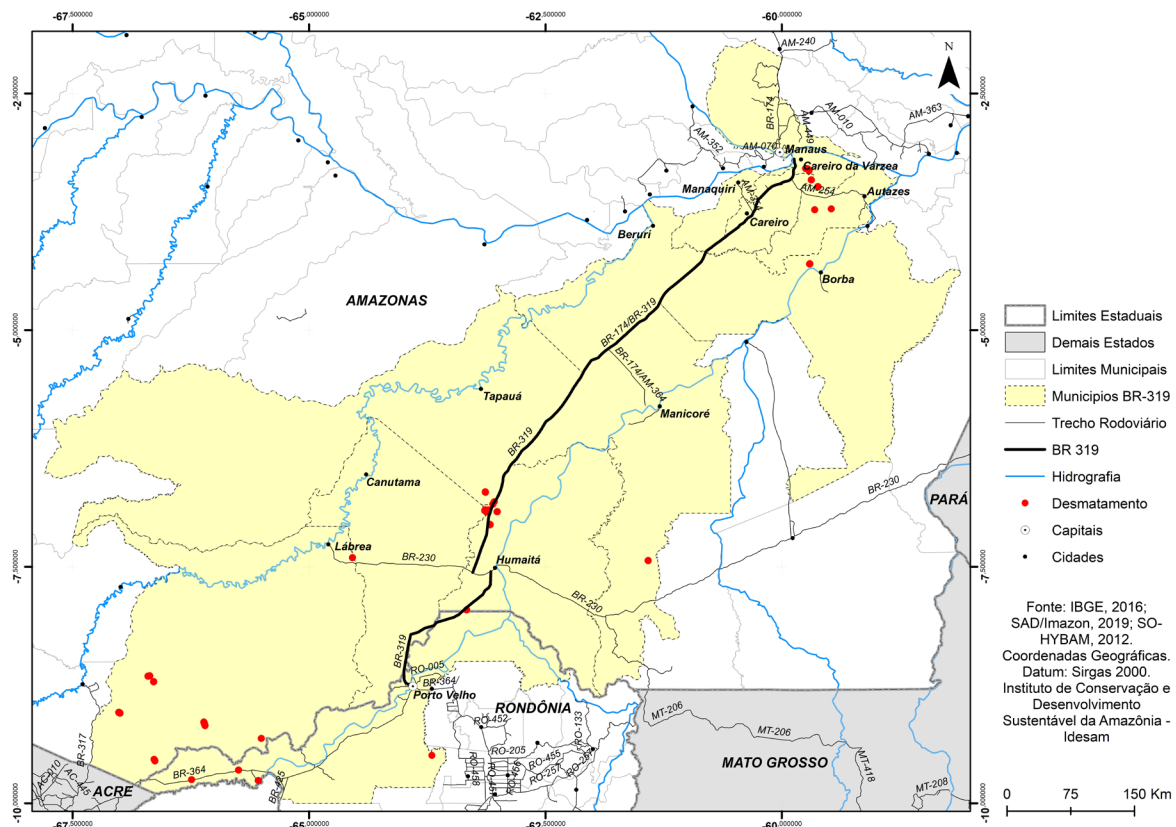 -67,500000
-65,000000
-62,500000
-60,000000
-2,500000
-5,000000
-7,500000
-10,000000
-2,500000
-5,000000
-7,500000
-10,000000
-67,500000
-65,000000
-62,500000
-60,000000
N
AM-240
BR-174
AM-010
AM-363
AM-449
AM-352
AM-070
Manaus
Careiro da Várzea
Manaquiri
AM-354
AM-254
Autazes
Careiro
Beruri
Borba
AMAZONAS
BR-174/BR-319
BR-174/AM-364
Tapauá
Manicoré
BR-319
Canutama
BR-230
PARÁ
Lábrea
BR-230
Humaitá
BR-230
BR-319
RO-005
BR-364/
Porto Velho
RONDÔNIA
RO-452
RO-133
MT-206
MT-206
RO-205
RO-455
RO-257
RO-267
RO-458
BR-317
BR-364
BR-425
AC-010
AC-445
ACRE
MATO GROSSO
MT-418
MT-208
Limites Estaduais
Demais Estados
Limites Municipais
Municipios BR-319
Trecho Rodoviário
BR 319
Hidrografia
Desmatamento
Capitais
Cidades
Fonte: IBGE, 2016;
SAD/Imazon, 2019; SO-
HYBAM, 2012.
Coordenadas Geográficas.
Datum: Sirgas 2000.
Instituto de Conservação e
Desenvolvimento
Sustentável da Amazônia -
Idesam
0 75 150 Km